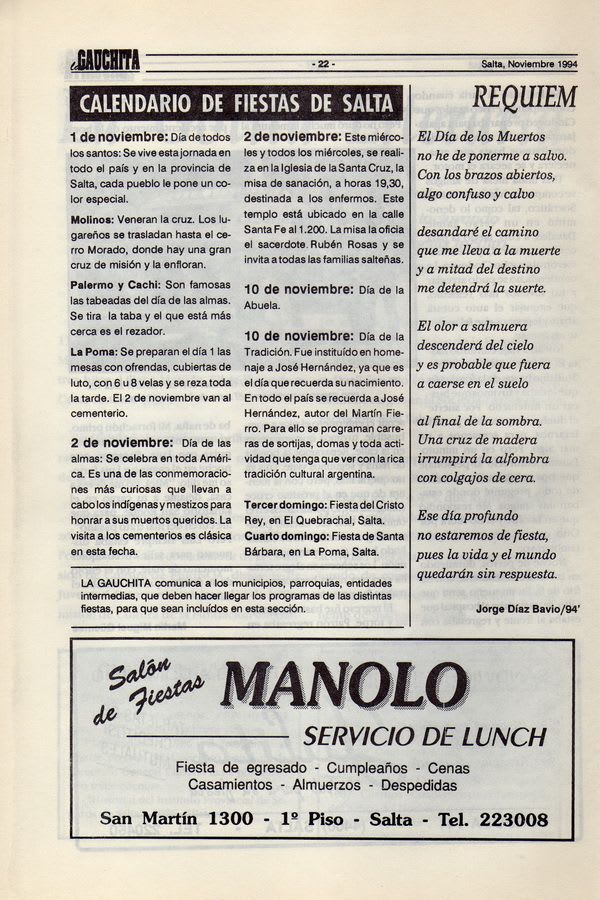 la GAUCHITA
- 22 -
Salta, Noviembre 1994
CALENDARIO DE FIESTAS DE SALTA
1 de noviembre: Día de todos
los santos: Se vive esta jornada en
todo el país y en la provincia de
Salta, cada pueblo le pone un co-
lor especial.
Molinos: Veneran la cruz. Los lu-
gareños se trasladan hasta el ce-
rro Morado, donde hay una gran
cruz de misión y la enfloran.
Palermo y Cachi: Son famosas
las tabeadas del día de las almas.
Se tira la taba y el que está más
cerca es el rezador.
La Poma: Se preparan el día 1 las
mesas con ofrendas, cubiertas de
luto, con 6 u 8 velas y se reza toda
la tarde. El 2 de noviembre van al
cementerio.
2 de noviembre: Día de las
almas: Se celebra en toda Améri-
ca. Es una de las conmemoracio-
nes más curiosas que llevan a
cabo los indígenas y mestizos para
honrar a sus muertos queridos. La
visita a los cementerios es clásica
en esta fecha.
2 de noviembre: Este miérco-
les y todos los miércoles, se reali-
za en la Iglesia de la Santa Cruz, la
misa de sanación, a horas 19,30,
destinada a los enfermos. Este
templo está ubicado en la calle
Santa Fe al 1.200. La misa la oficia
el sacerdote. Rubén Rosas y se
invita a todas las familias salteñas.
10 de noviembre: Día de la
Abuela.
10 de noviembre: Día de la
Tradición. Fue instituído en home-
naje a José Hernández, ya que es
el día que recuerda su nacimiento.
En todo el país se recuerda a José
Hernández, autor del Martín Fie-
rro. Para ello se programan carre-
ras de sortijas, domas y toda acti-
vidad que tenga que ver con la rica
tradición cultural argentina.
Tercer domingo: Fiesta del Cristo
Rey, en El Quebrachal, Salta.
Cuarto domingo: Fiesta de Santa
Bárbara, en La Poma, Salta.
LA GAUCHITA comunica a los municipios, parroquias, entidades
intermedias, que deben hacer llegar los programas de las distintas
fiestas, para que sean incluídos en esta sección.
REQUIEM
El Día de los Muertos
no he de ponerme a salvo.
Con los brazos abiertos,
algo confuso y calvo
desandaré el camino
que me lleva a la muerte
y a mitad del destino
me detendrá la suerte.
El olor a salmuera
descenderá del cielo
y es probable que fuera
a caerse en el suelo
al final de la sombra.
Una cruz de madera
irrumpirá la alfombra
con colgajos de cera.
Ese día profundo
no estaremos de fiesta,
pues la vida y el mundo
quedarán sin respuesta.
Jorge Díaz Bavio/94'
Salón
de Fiestas
MANOLO
SERVICIO DE LUNCH
Fiesta de egresado - Cumpleaños - Cenas
Casamientos - Almuerzos - Despedidas
San Martín 1300 - 1º Piso - Salta - Tel. 223008